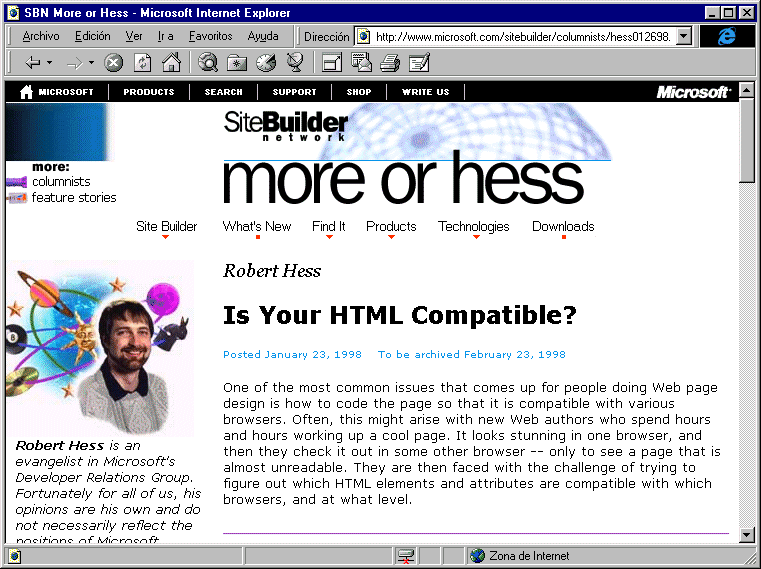 SBN More or Hess - Microsoft Internet Explorer
Archivo Edición Ver Ir a Favoritos Ayuda Dirección http://www.microsoft.com/sitebuilder/columnists/hess012698.
MICROSOFT PRODUCTS SEARCH SUPPORT SHOP WRITE US Microsoft
SiteBuilder
network
more or hess
more:
columnists
feature stories
Site Builder What's New Find It Products Technologies Downloads
Robert Hess
Is Your HTML Compatible?
Posted January 23, 1998 To be archived February 23, 1998
One of the most common issues that comes up for people doing Web page
design is how to code the page so that it is compatible with various
browsers. Often, this might arise with new Web authors who spend hours
and hours working up a cool page. It looks stunning in one browser, and
then they check it out in some other browser -- only to see a page that is
almost unreadable. They are then faced with the challenge of trying to
figure out which HTML elements and attributes are compatible with which
browsers, and at what level.
Robert Hess is an
evangelist in Microsoft's
Developer Relations Group.
Fortunately for all of us, his
opinions are his own and do
not necessarily reflect the
positions of Microsoft
Zona de Internet